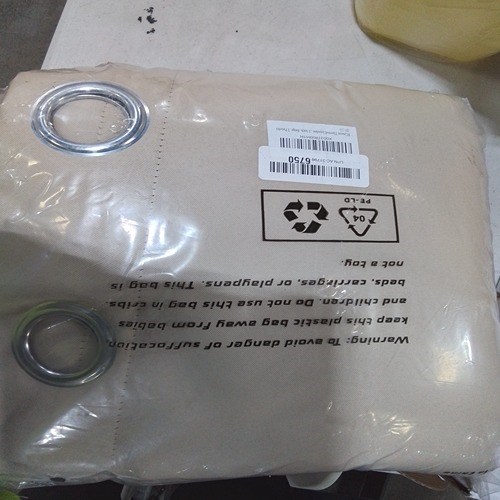 Warning: To avoid danger of suffocation,
keep this plastic bag away from babies
and children. Do not use this bag in cribs,
beds, carriages, or playpens. This bag is
not a toy.
04
PE-LD
6750